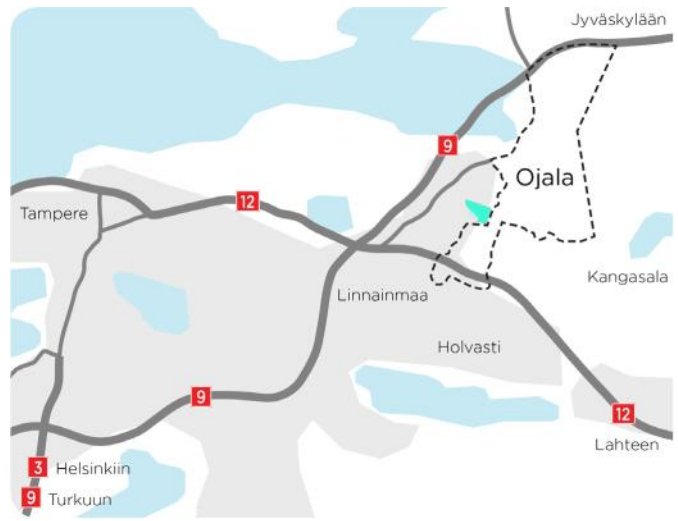 Jyväskylään
9
Ojala
12
Tampere
Kangasala
Linnainmaa
Holvasti
9
12
Lahteen
3 Helsinkiin
9 Turkuun